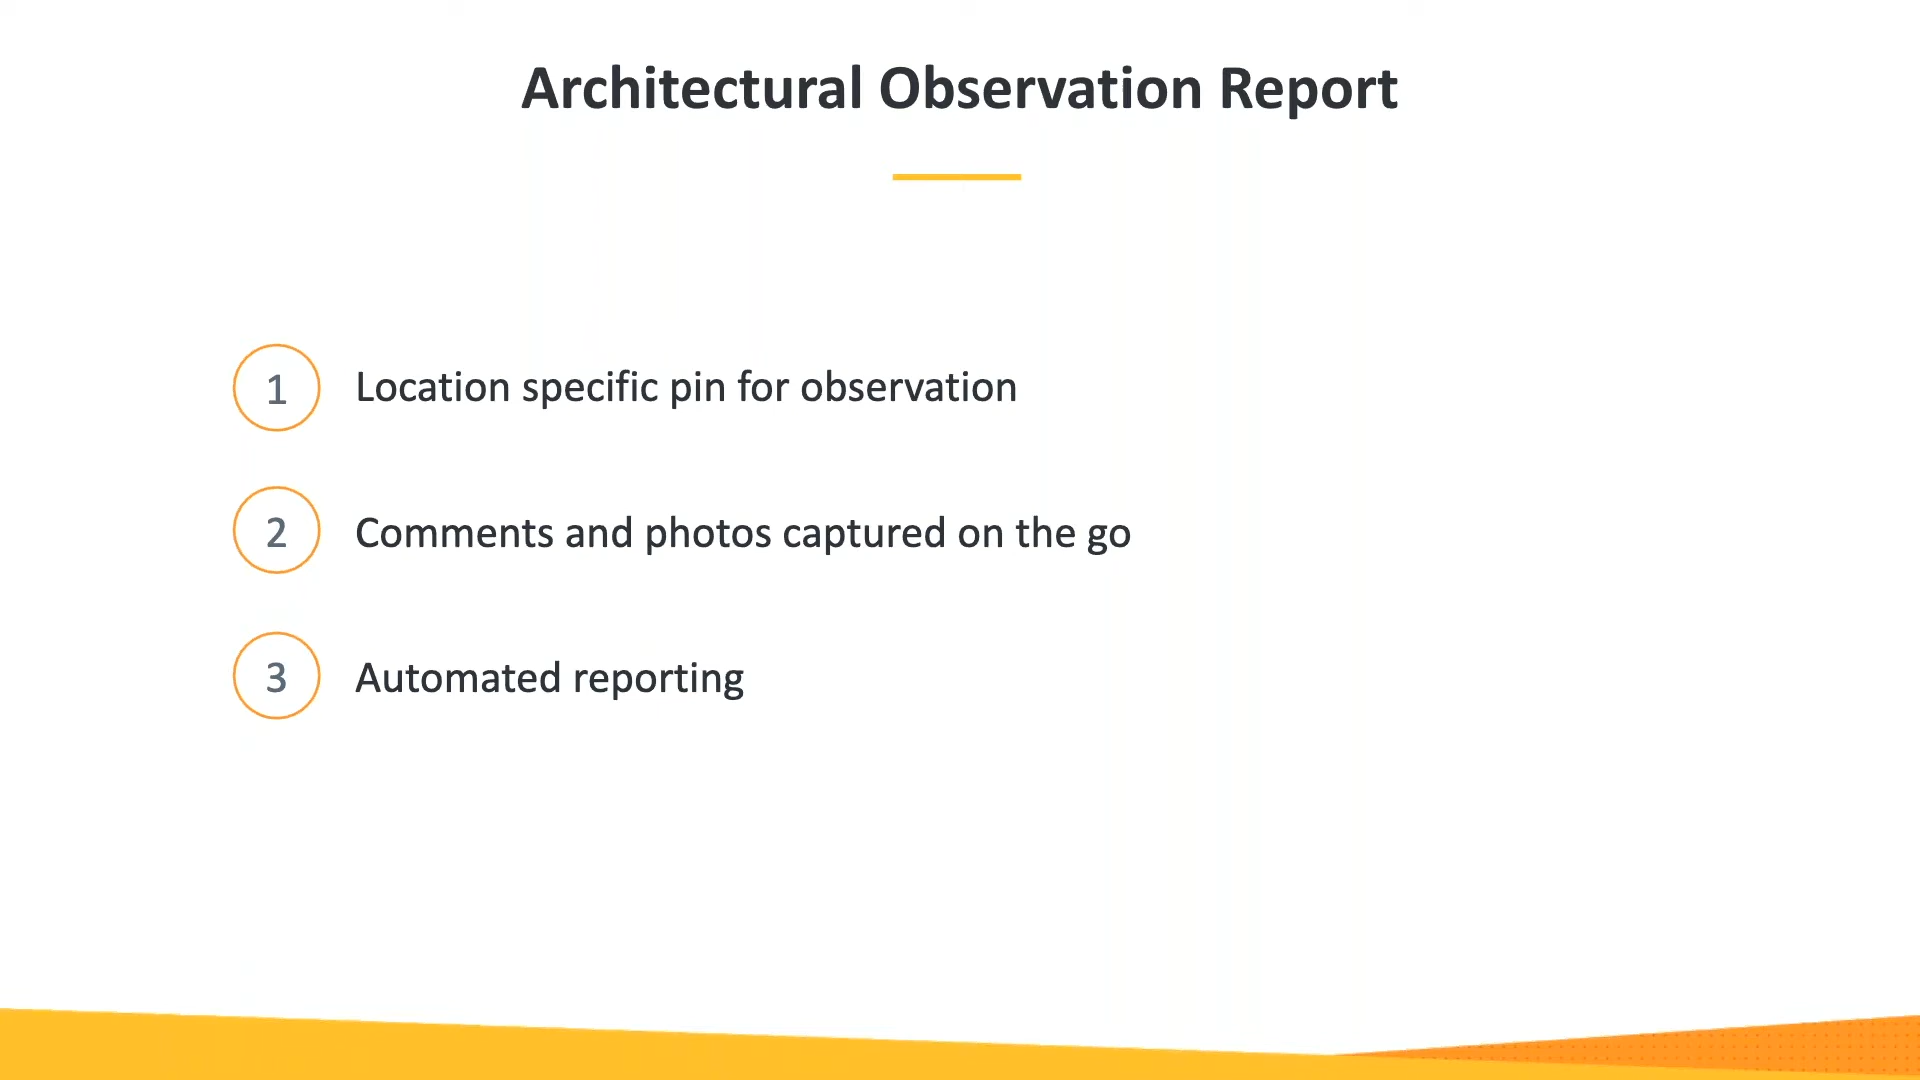 Architectural Observation Report
1 Location specific pin for observation
2 Comments and photos captured on the go
3 Automated reporting